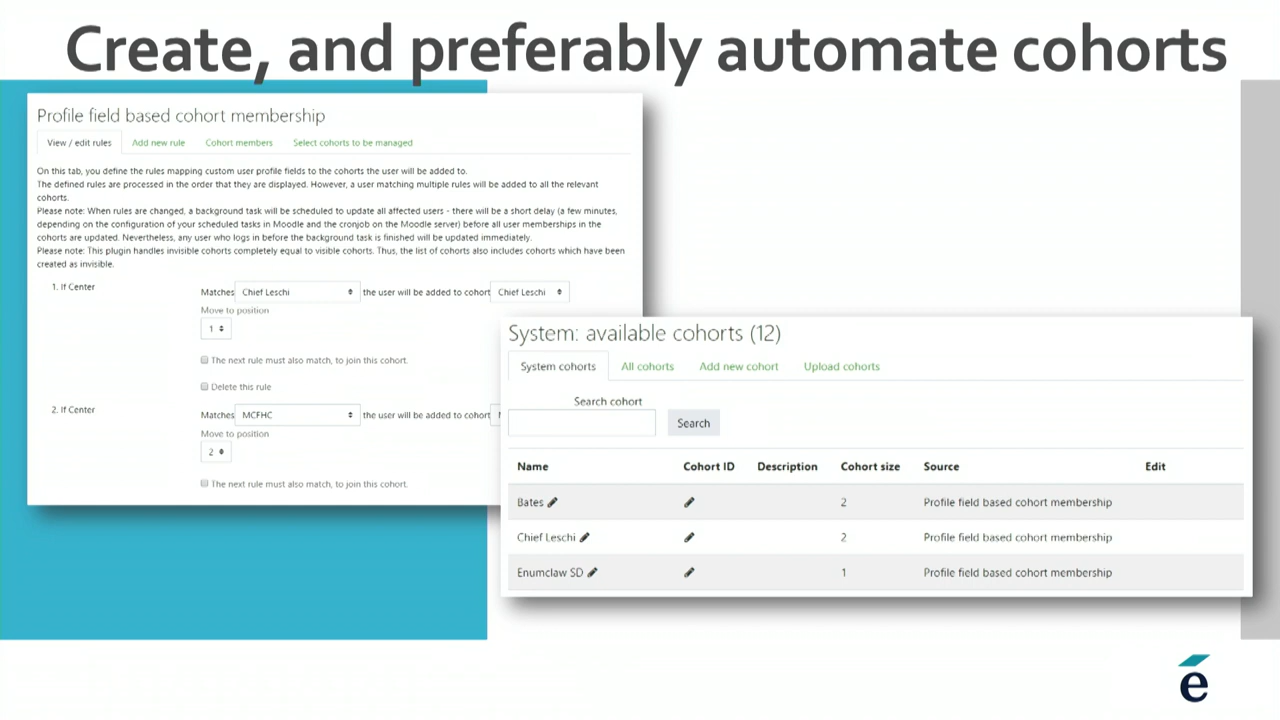 Create, and preferably automate cohorts
Profile field based cohort membership
View / edit rules Add new rule Cohort members Select cohorts to be managed
On this tab, you define the rules mapping custom user profile fields to the cohorts the user will be added to.
The defined rules are processed in the order that they are displayed. However, a user matching multiple rules will be added to all the relevant
cohorts.
Please note: When rules are changed, a background task will be scheduled to update all affected users - there will be a short delay (a few minutes,
depending on the configuration of your scheduled tasks in Moodle and the cronjob on the Moodle server) before all user memberships in the
cohorts are updated. Nevertheless, any user who logs in before the background task is finished will be updated immediately.
Please note: This plugin handles invisible cohorts completely equal to visible cohorts. Thus, the list of cohorts also includes cohorts which have been
created as invisible.
1. If Center
Matches Chief Leschi the user will be added to cohort Chief Leschi
Move to position
1
The next rule must also match, to join this cohort.
Delete this rule
2. If Center
Matches MCFHC the user will be added to cohort
Move to position
2
The next rule must also match, to join this cohort.
System: available cohorts (12)
System cohorts All cohorts Add new cohort Upload cohorts
Search cohort
Search
Name Cohort ID Description Cohort size Source Edit
Bates 2 Profile field based cohort membership
Chief Leschi 2 Profile field based cohort membership
Enumclaw SD 1 Profile field based cohort membership
é